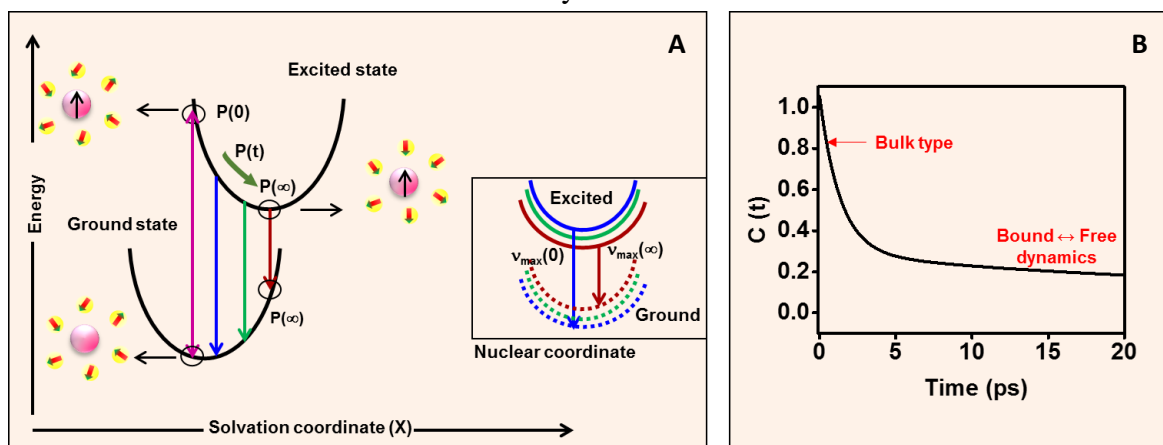 A
Excited state
P(0)
P(t)
P(∞)
Energy
Ground state
P(∞)
Excited
νmax(0)
νmax(∞)
Ground
Nuclear coordinate
Solvation coordinate (X)
B
1.0
Bulk type
0.8
0.6
C (t)
0.4
Bound ↔ Free
dynamics
0.2
0.0
0 5 10 15 20
Time (ps)